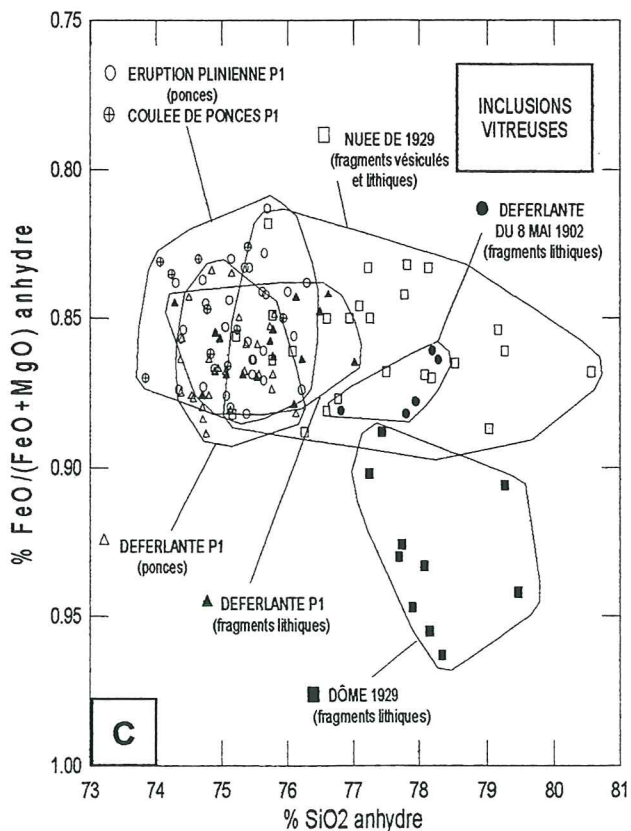 0.75
0.80
0.85
0.90
0.95
1.00
% FeO/(FeO+MgO) anhydre
ERUPTION PLINIENNE P1
(ponces)
COULEE DE PONCES P1
INCLUSIONS
VITREUSES
NUEE DE 1929
(fragments vésiculés
et lithiques)
DEFERLANTE
DU 8 MAI 1902
(fragments lithiques)
DEFERLANTE P1
(ponces)
DEFERLANTE P1
(fragments lithiques)
DÔME 1929
(fragments lithiques)
C
73 74 75 76 77 78 79 80 81
% SiO2 anhydre